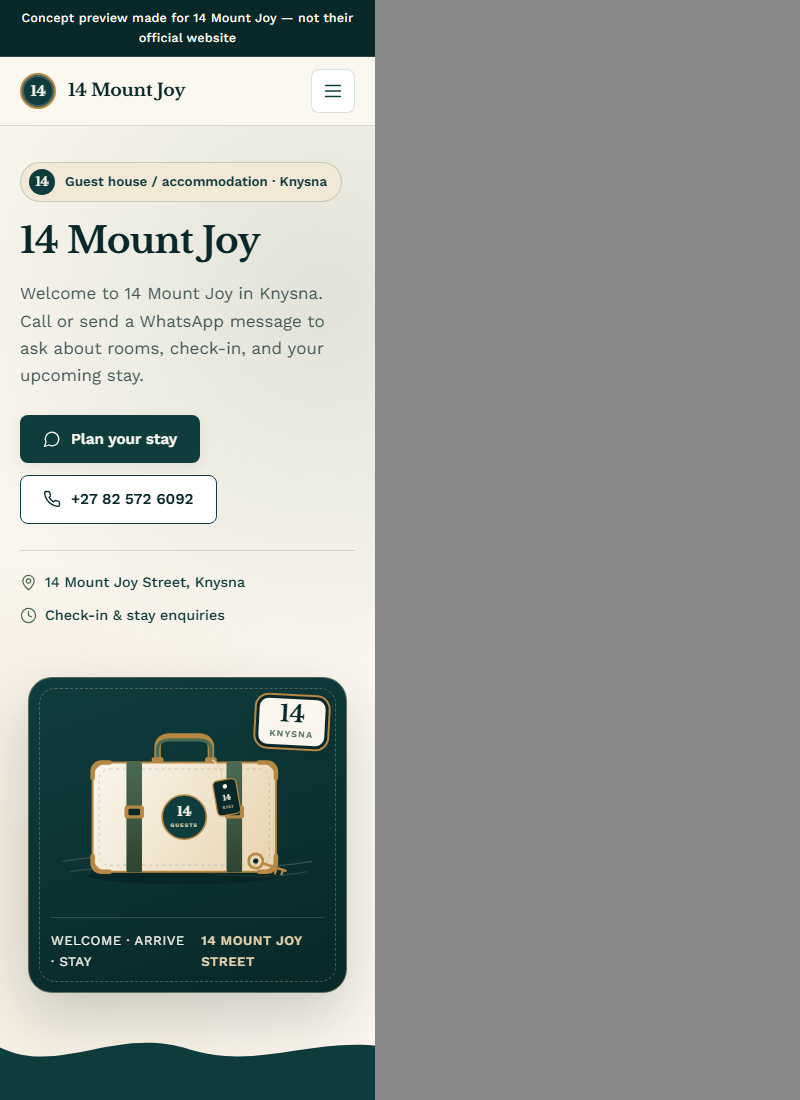 Concept preview made for 14 Mount Joy — not their
official website
14
14 Mount Joy
14
Guest house / accommodation · Knysna
14 Mount Joy
Welcome to 14 Mount Joy in Knysna.
Call or send a WhatsApp message to
ask about rooms, check-in, and your
upcoming stay.
Plan your stay
+27 82 572 6092
14 Mount Joy Street, Knysna
Check-in & stay enquiries
14
KNYSNA
14
STAY
14
GUESTS
WELCOME · ARRIVE
· STAY
14 MOUNT JOY
STREET